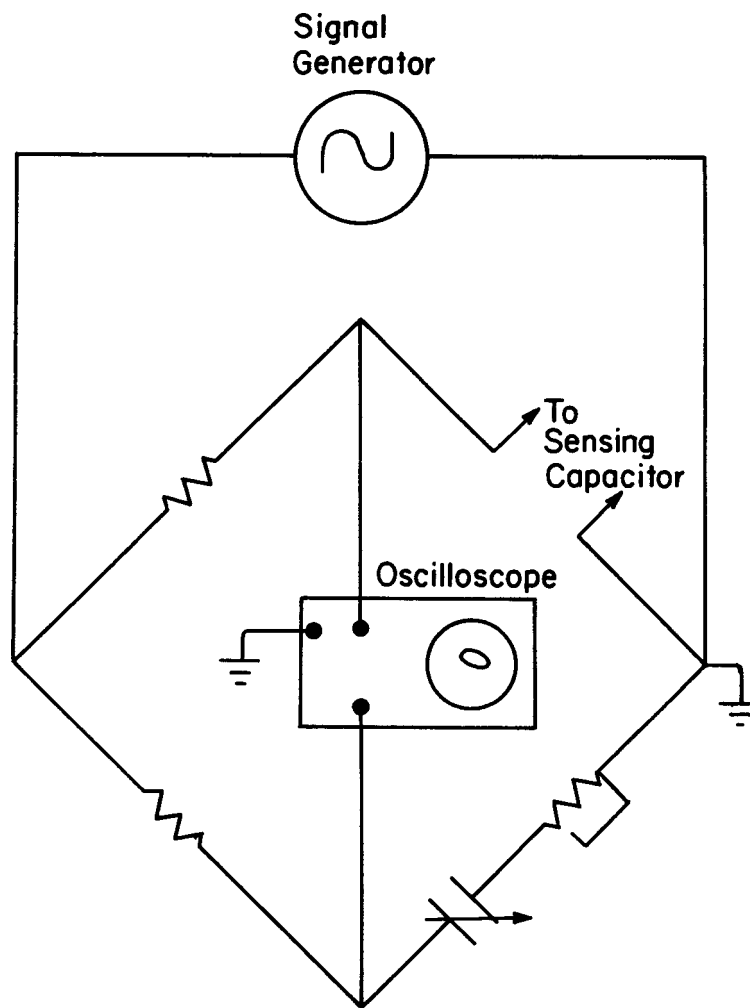 Signal
Generator
To
Sensing
Capacitor
Oscilloscope